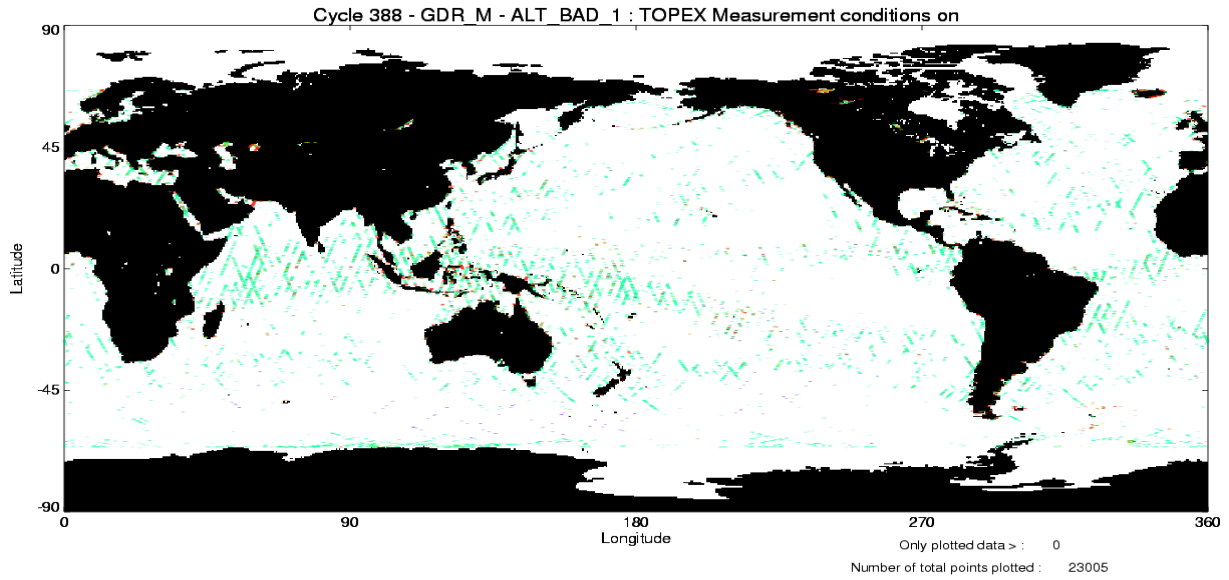 Cycle 388 - GDR_M - ALT_BAD_1 : TOPEX Measurement conditions on
90
45
0
-45
-90
Latitude
0 90 180 270 360
Longitude
Only plotted data > : 0
Number of total points plotted : 23005